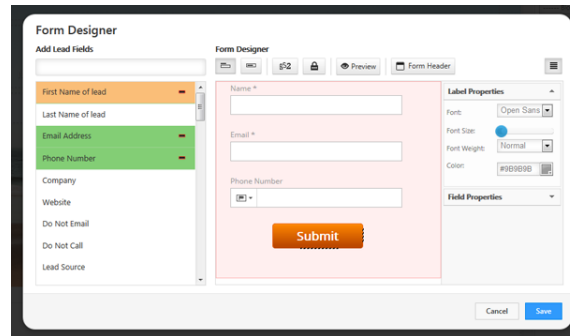 Form Designer
Add Lead Fields
Form Designer
Preview
Form Header
First Name of lead
Last Name of lead
Email Address
Phone Number
Company
Website
Do Not Email
Do Not Call
Lead Source
Name *
Email *
Phone Number
Submit
Label Properties
Font:
Open Sans
Font Size:
Font Weight:
Normal
Color:
#9B9B9B
Field Properties
Cancel
Save